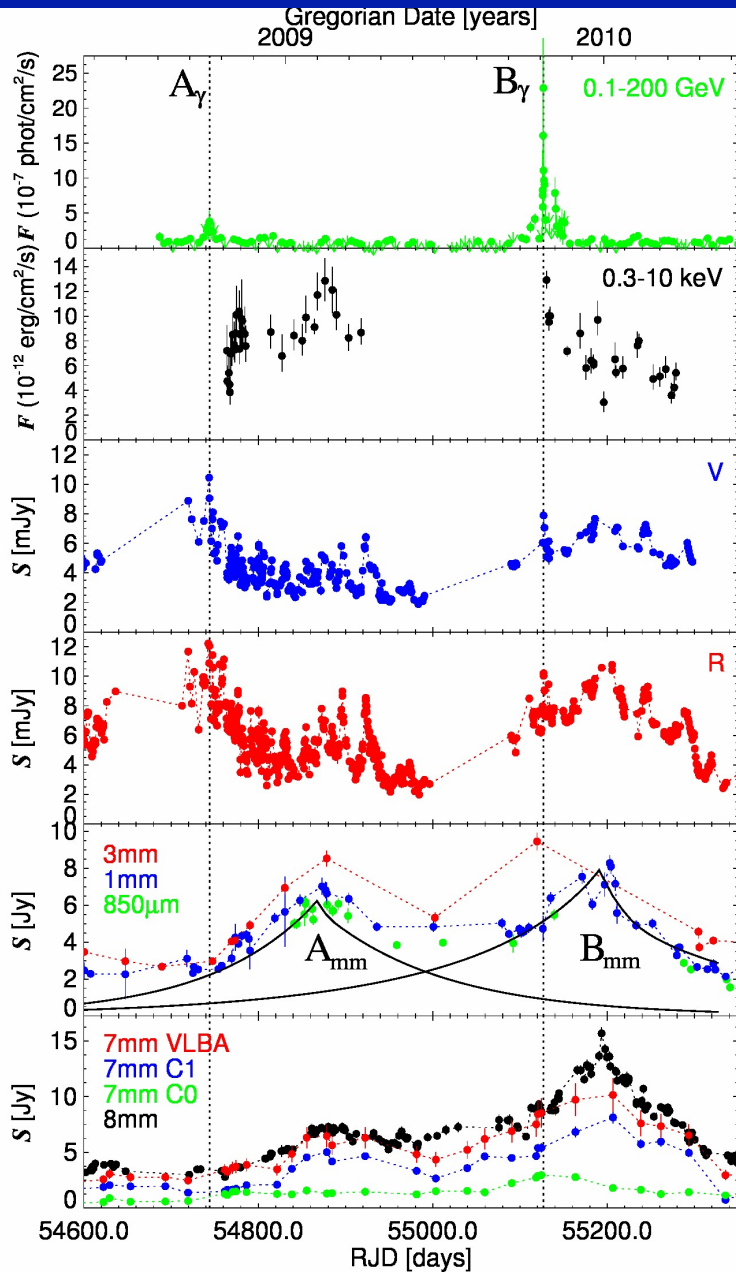 Gregorian Date [years]
2009 2010
25
20
15
10
5
0
F (10⁻⁷ phot/cm²/s)
Aγ
Bγ
0.1-200 GeV
14
12
10
8
6
4
2
0
F (10⁻¹² erg/cm²/s)
0.3-10 keV
12
10
8
6
4
2
0
S [mJy]
V
12
10
8
6
4
2
0
S [mJy]
R
10
8
6
4
2
0
S [Jy]
3mm
1mm
850μm
Amm
Bmm
15
10
5
0
S [Jy]
7mm VLBA
7mm C1
7mm C0
8mm
54600.0 54800.0 55000.0 55200.0
RJD [days]